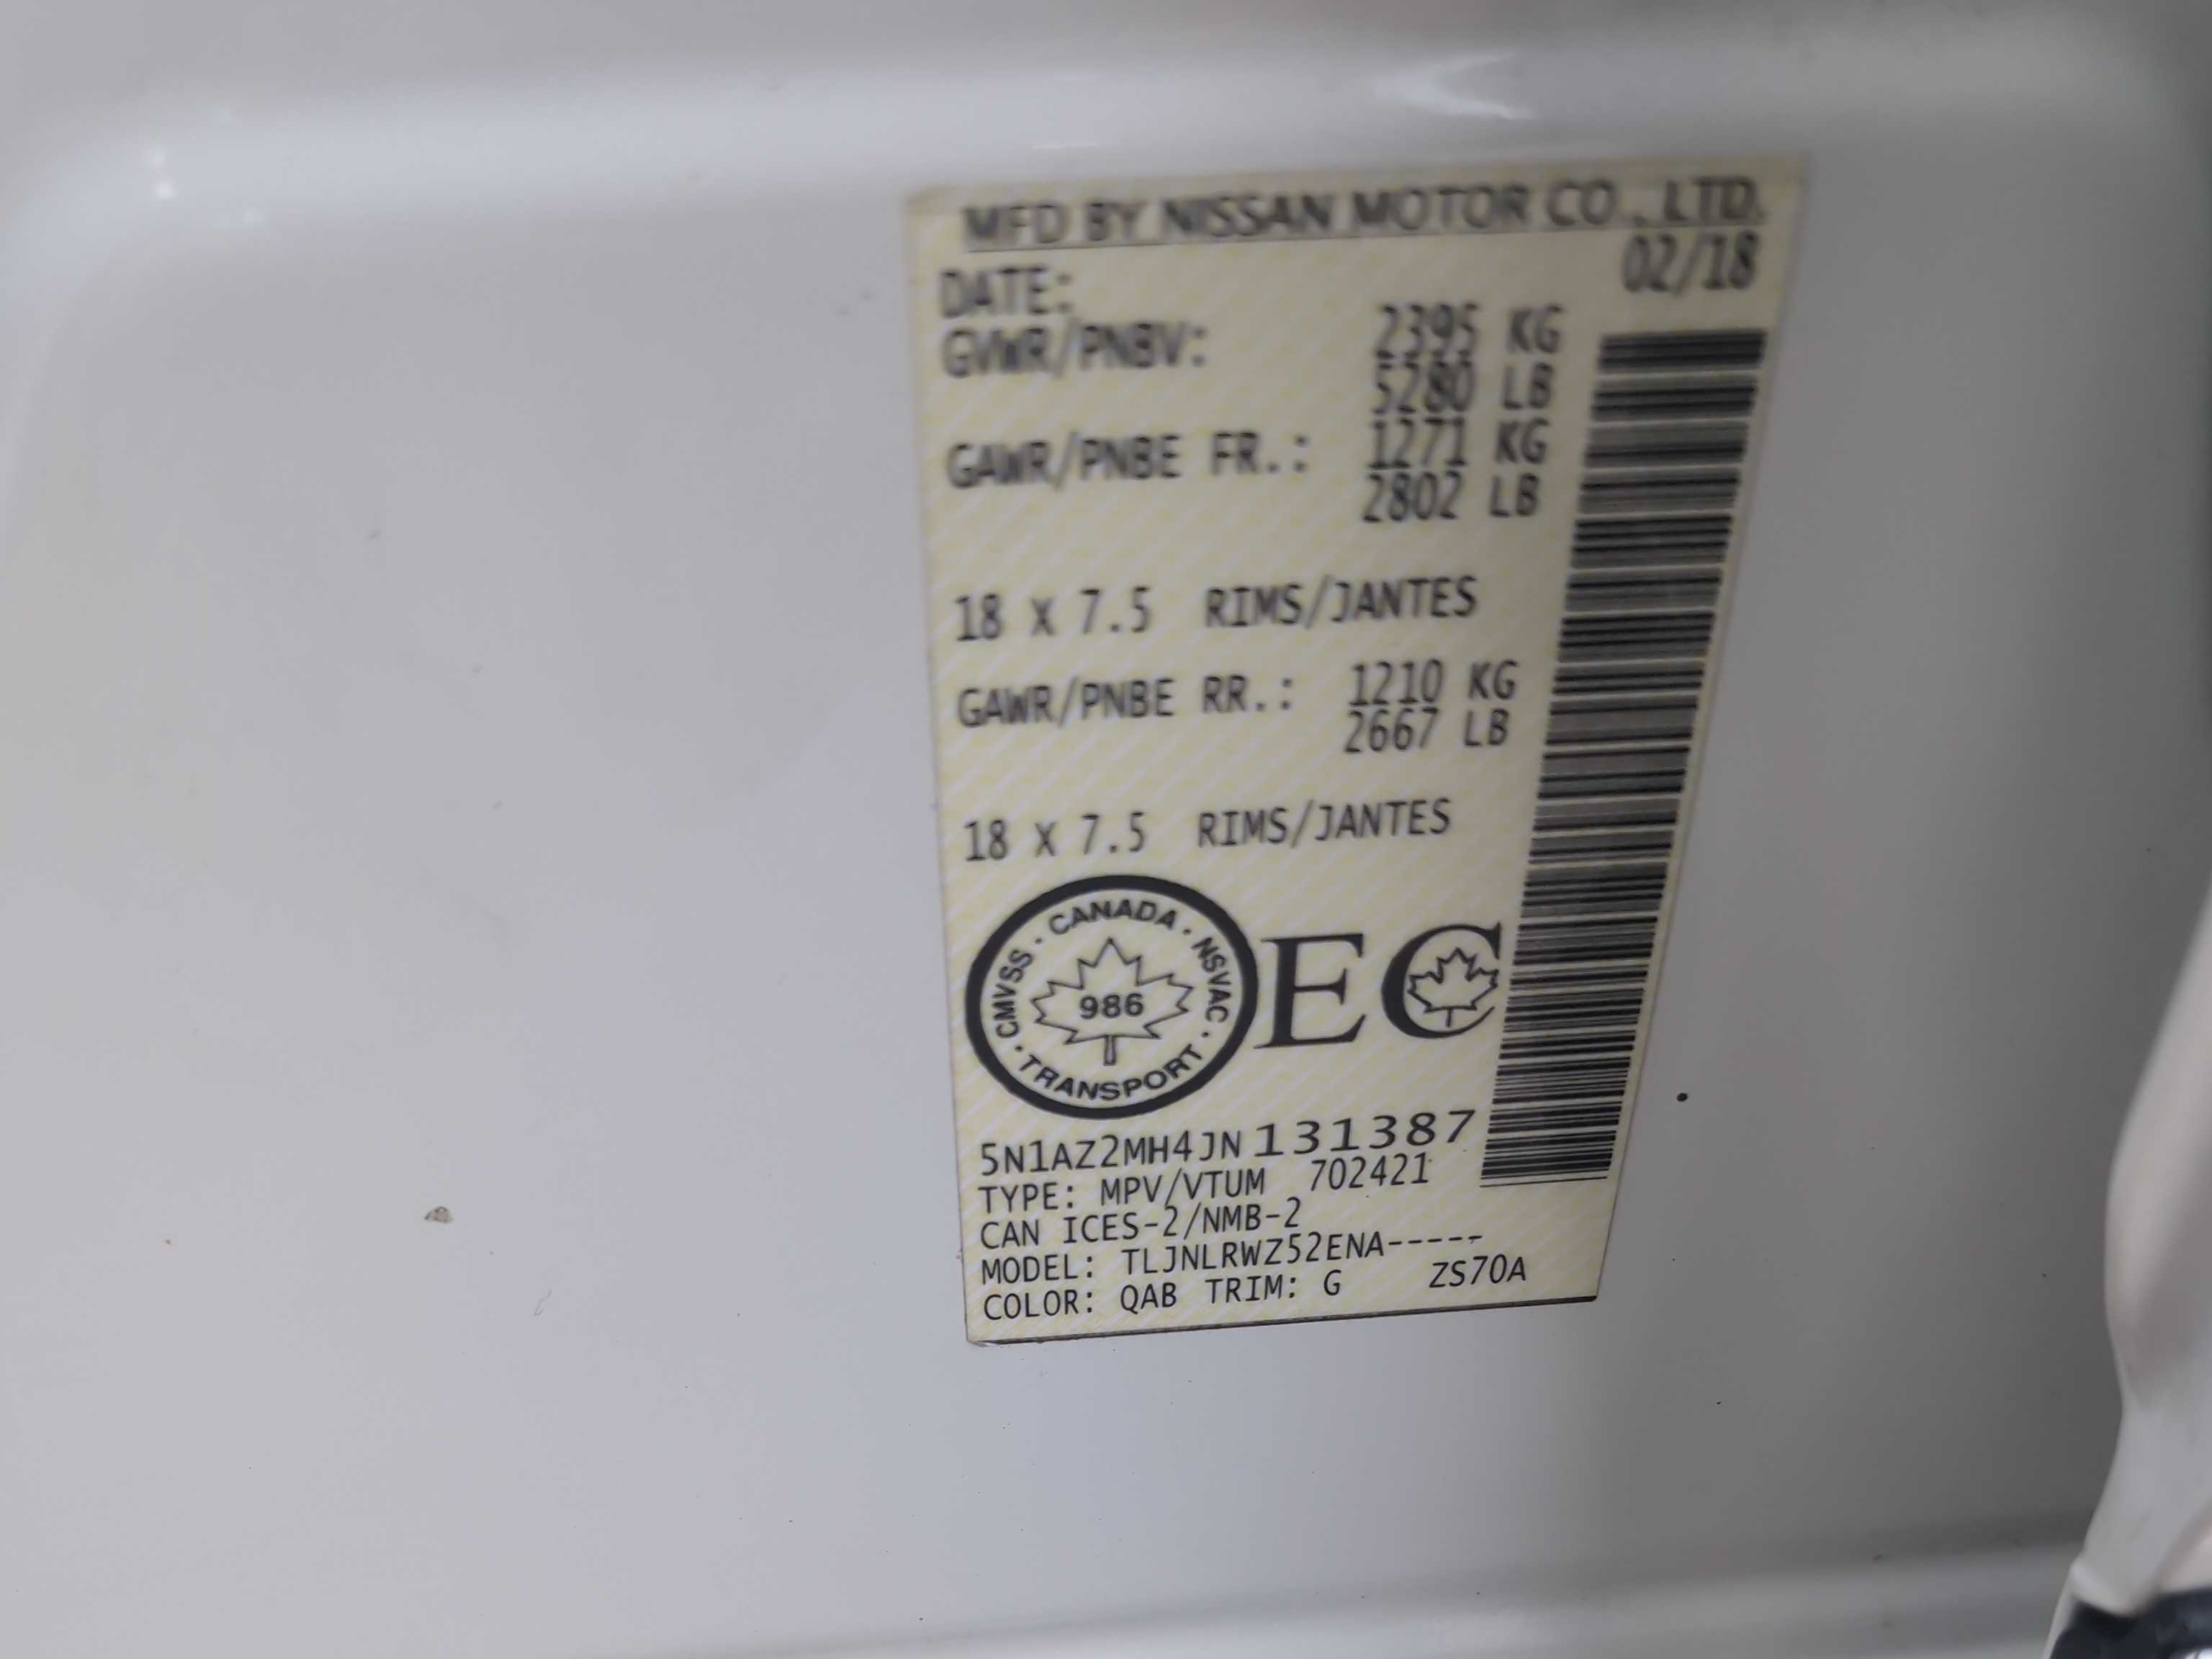 MFD BY NISSAN MOTOR CO., LTD.
DATE: 02/18
GVWR/PNBV: 2395 KG
5280 LB
GAWR/PNBE FR.: 1271 KG
2802 LB
18 X 7.5 RIMS/JANTES
GAWR/PNBE RR.: 1210 KG
2667 LB
18 X 7.5 RIMS/JANTES
CMVSS · CANADA · NSVAC · TRANSPORT ·
986
EC
5N1AZ2MH4JN131387
TYPE: MPV/VTUM 702421
CAN ICES-2/NMB-2
MODEL: TLJNLRWZ52ENA-----
COLOR: QAB TRIM: G ZS70A